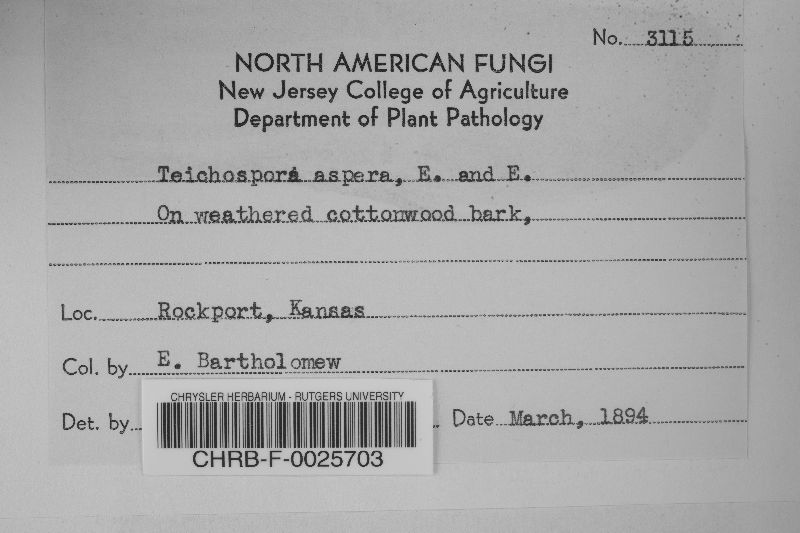 No. 3115
NORTH AMERICAN FUNGI
New Jersey College of Agriculture
Department of Plant Pathology
Teichospora aspera, E. and E.
On weathered cottonwood bark,
Loc. Rockport, Kansas
Col. by E. Bartholomew
Det. by
Date March, 1894
CHRYSLER HERBARIUM - RUTGERS UNIVERSITY
CHRB-F-0025703